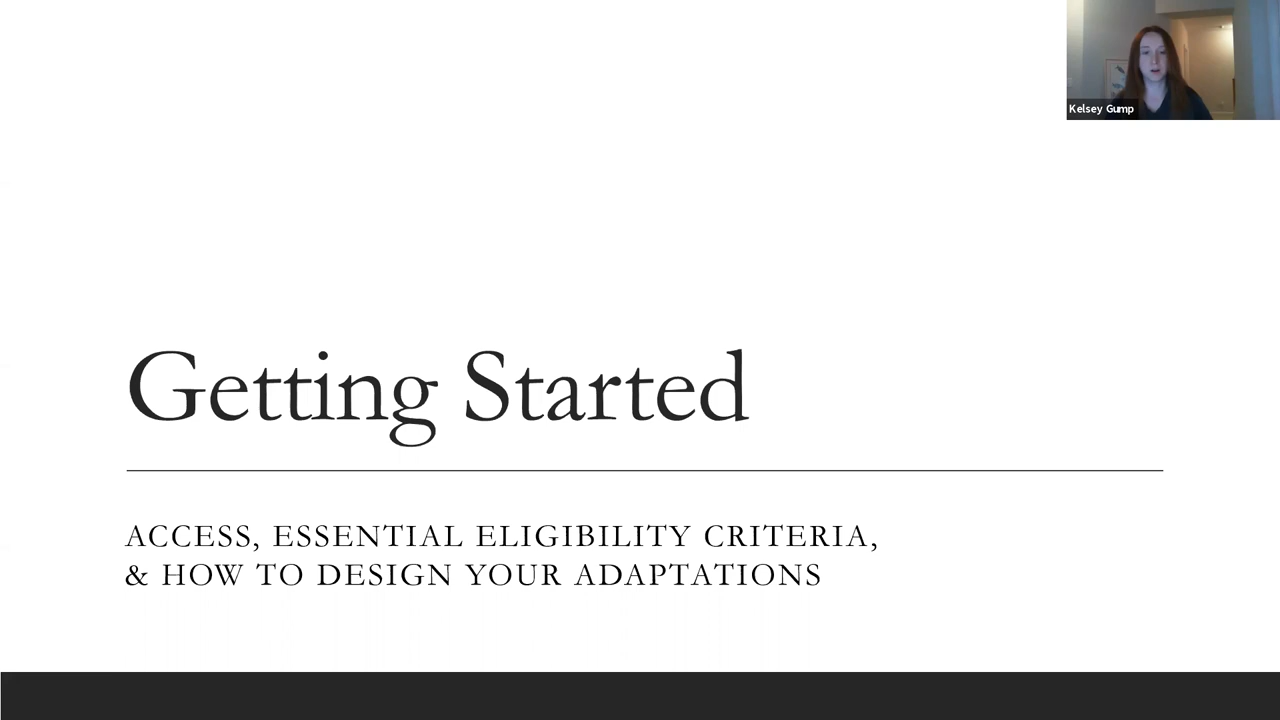 Kelsey Gump
Getting Started
ACCESS, ESSENTIAL ELIGIBILITY CRITERIA,
& HOW TO DESIGN YOUR ADAPTATIONS